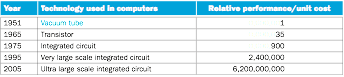 Year Technology used in computers Relative performance/unit cost
1951 Vacuum tube 1
1965 Transistor 35
1975 Integrated circuit 900
1995 Very large scale integrated circuit 2,400,000
2005 Ultra large scale integrated circuit 6,200,000,000